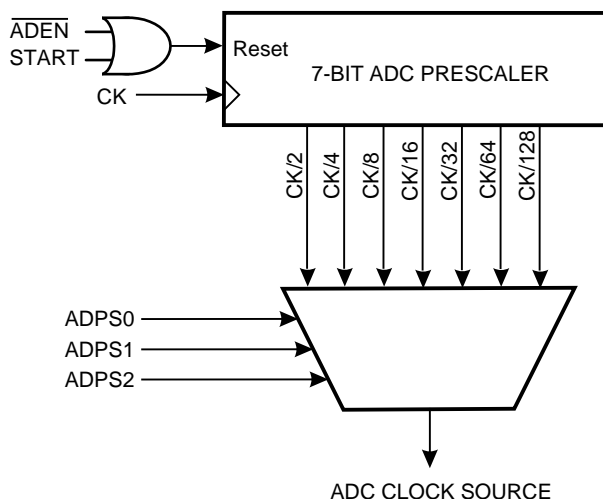 ADEN
START
Reset
7-BIT ADC PRESCALER
CK
CK/2
CK/4
CK/8
CK/16
CK/32
CK/64
CK/128
ADPS0
ADPS1
ADPS2
ADC CLOCK SOURCE